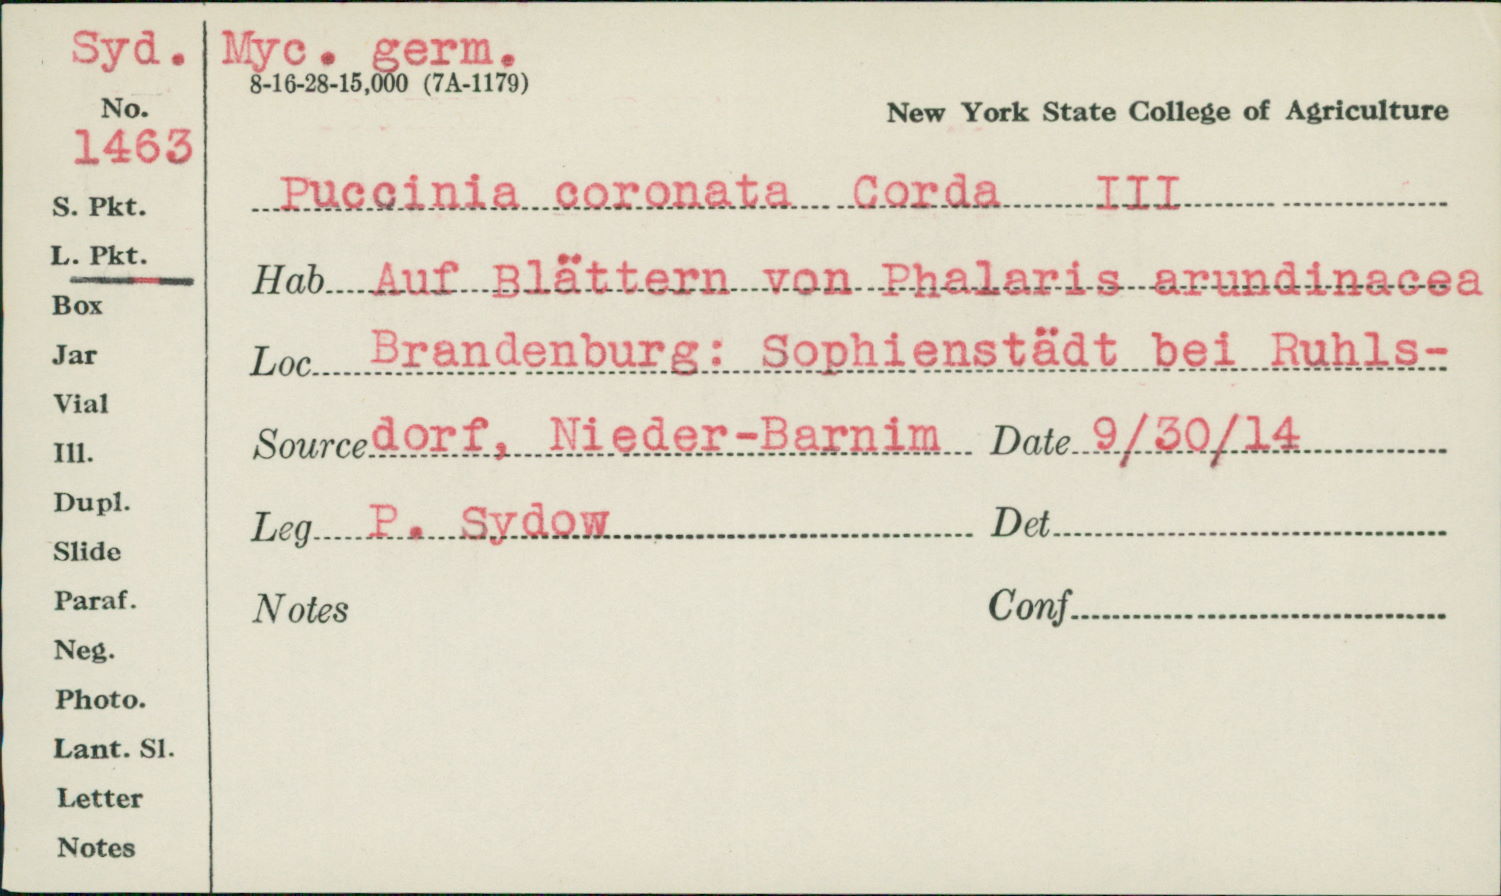 Syd. Myc. germ.
8-16-28-15,000 (7A-1179)
No.
New York State College of Agriculture
1463
Puccinia coronata Corda III
S. Pkt.
L. Pkt.
Hab Auf Blättern von Phalaris arundinacea
Box
Jar
Loc Brandenburg: Sophienstädt bei Ruhls-
Vial
Ill.
Source dorf, Nieder-Barnim Date 9/30/14
Dupl.
Leg P. Sydow Det
Slide
Paraf.
Notes Conf
Neg.
Photo.
Lant. Sl.
Letter
Notes